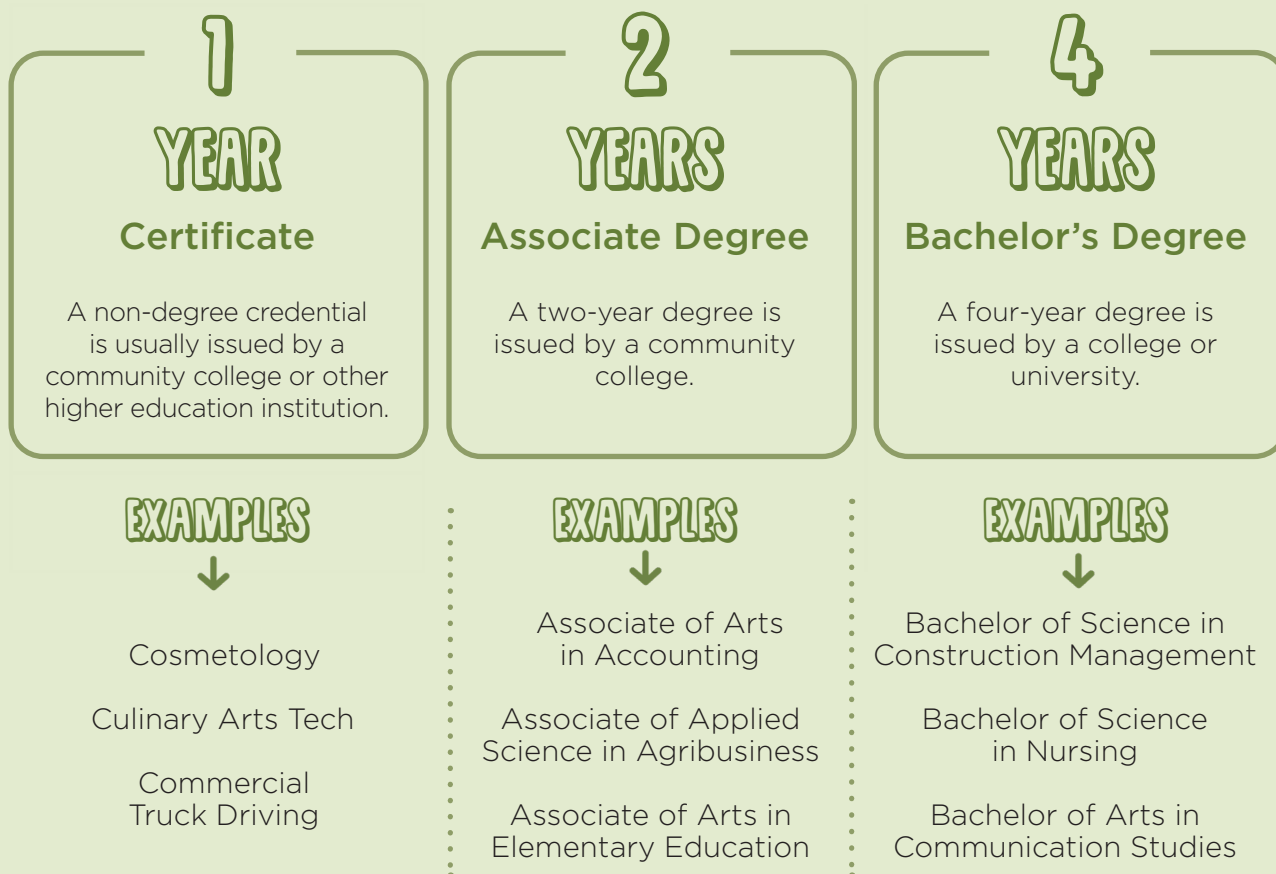 1
YEAR
Certificate
A non-degree credential
is usually issued by a
community college or other
higher education institution.
EXAMPLES
Cosmetology
Culinary Arts Tech
Commercial
Truck Driving
2
YEARS
Associate Degree
A two-year degree is
issued by a community
college.
EXAMPLES
Associate of Arts
in Accounting
Associate of Applied
Science in Agribusiness
Associate of Arts in
Elementary Education
4
YEARS
Bachelor’s Degree
A four-year degree is
issued by a college or
university.
EXAMPLES
Bachelor of Science in
Construction Management
Bachelor of Science
in Nursing
Bachelor of Arts in
Communication Studies